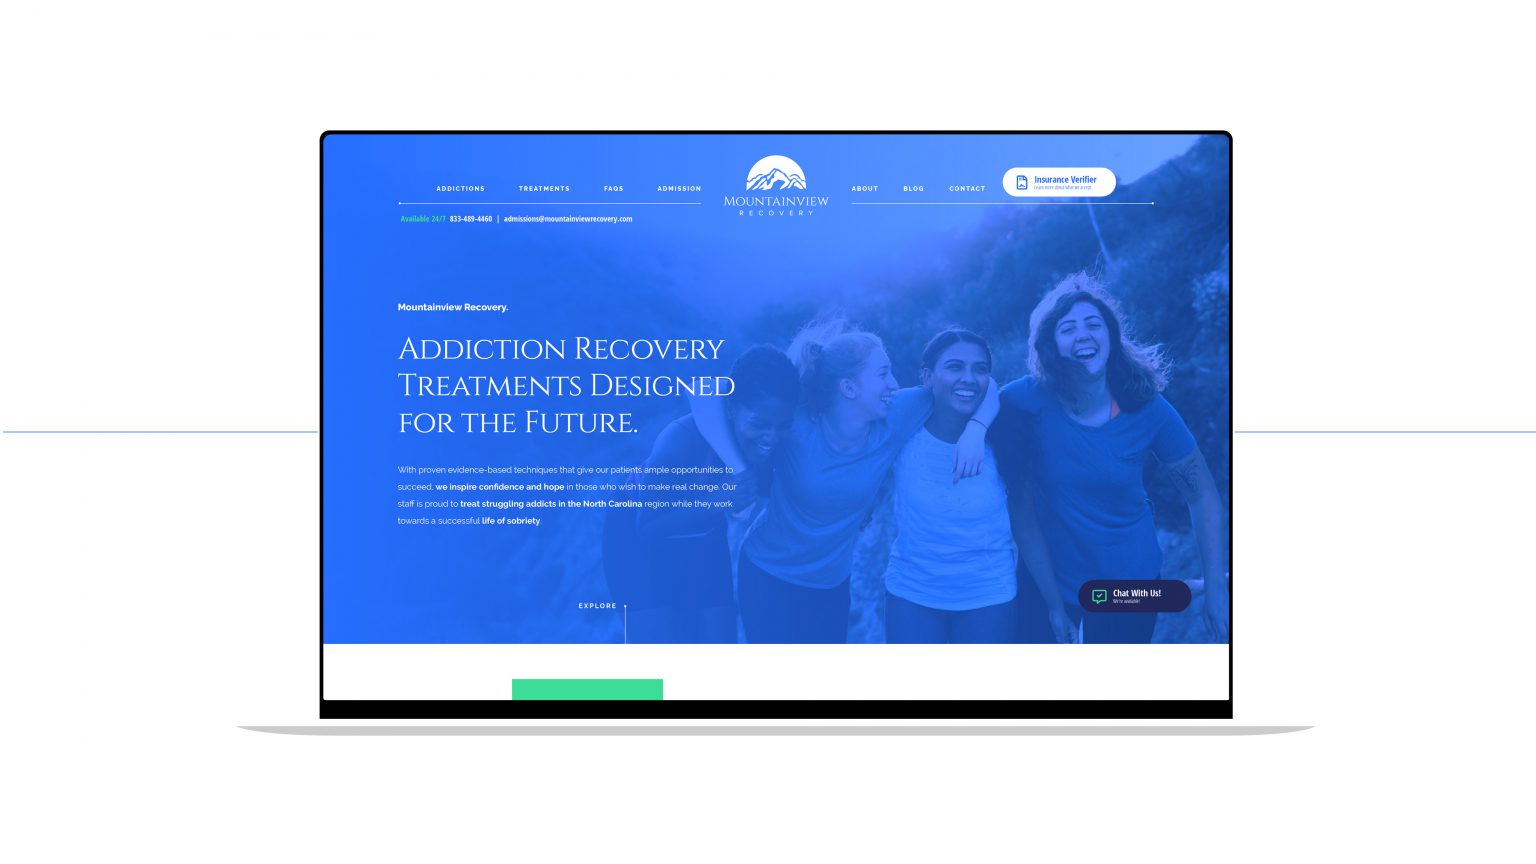 ADDICTIONS TREATMENTS FAQS ADMISSION
MOUNTAINVIEW
RECOVERY
ABOUT BLOG CONTACT
Insurance Verifier
Learn more about what we accept
Available 24/7 833-489-4460 | admissions@mountainviewrecovery.com
Mountainview Recovery.
ADDICTION RECOVERY
TREATMENTS DESIGNED
FOR THE FUTURE.
With proven evidence-based techniques that give our patients ample opportunities to
succeed, we inspire confidence and hope in those who wish to make real change. Our
staff is proud to treat struggling addicts in the North Carolina region while they work
towards a successful life of sobriety.
EXPLORE
Chat With Us!
We're available!